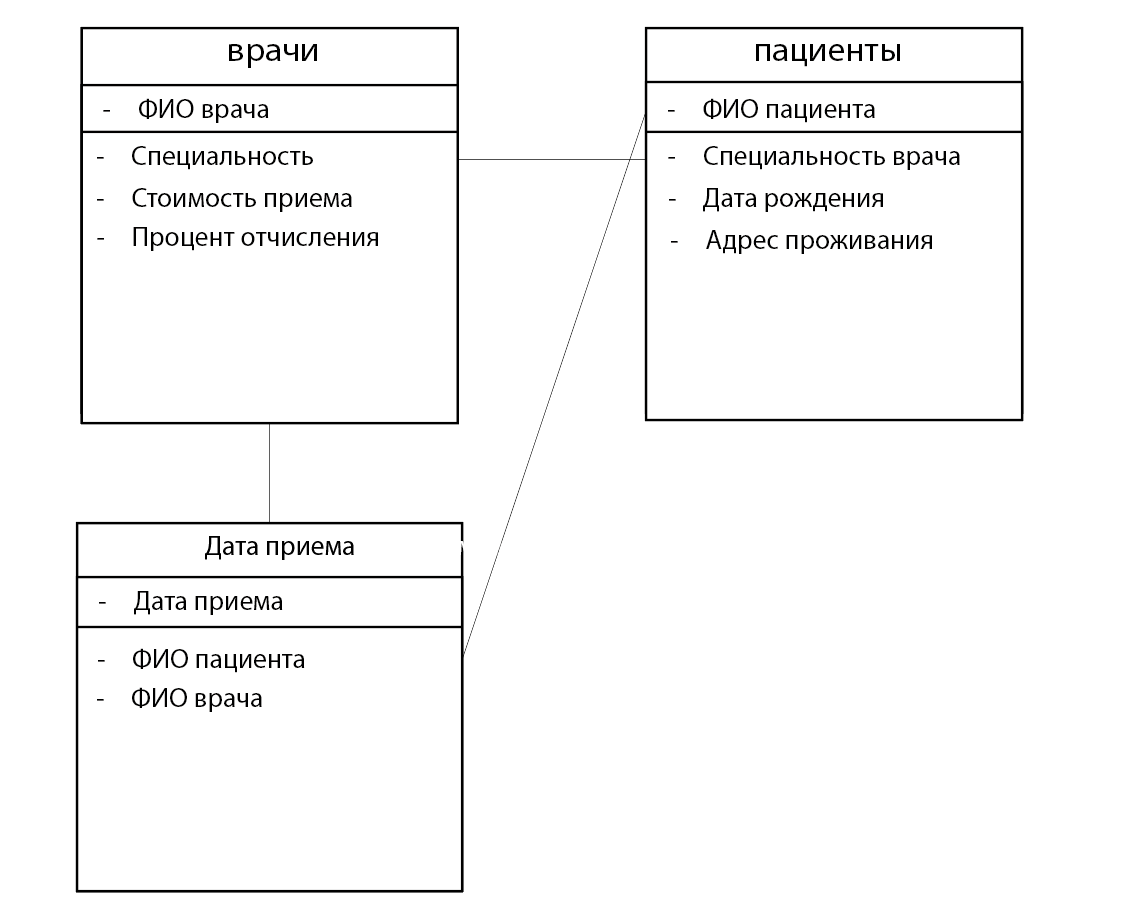 врачи
- ФИО врача
- Специальность
- Стоимость приема
- Процент отчисления
пациенты
- ФИО пациента
- Специальность врача
- Дата рождения
- Адрес проживания
Дата приема
- Дата приема
- ФИО пациента
- ФИО врача